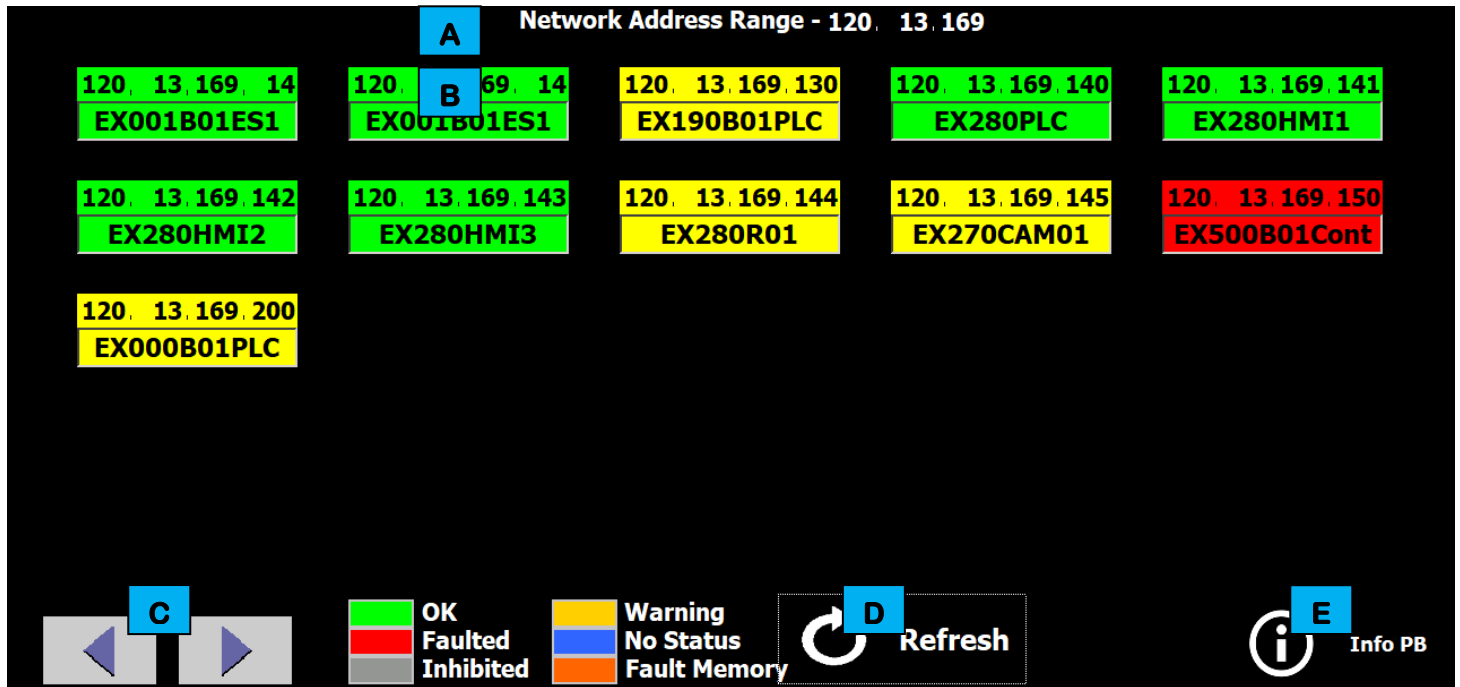 A
Network Address Range - 120. 13.169
120. 13.169. 14
EX001B01ES1
B
120. 69. 14
EX001B01ES1
120. 13.169.130
EX190B01PLC
120. 13.169.140
EX280PLC
120. 13.169.141
EX280HMI1
120. 13.169.142
EX280HMI2
120. 13.169.143
EX280HMI3
120. 13.169.144
EX280R01
120. 13.169.145
EX270CAM01
120. 13.169.150
EX500B01Cont
120. 13.169.200
EX000B01PLC
C
OK
Faulted
Inhibited
Warning
No Status
Fault Memory
D
Refresh
E
Info PB